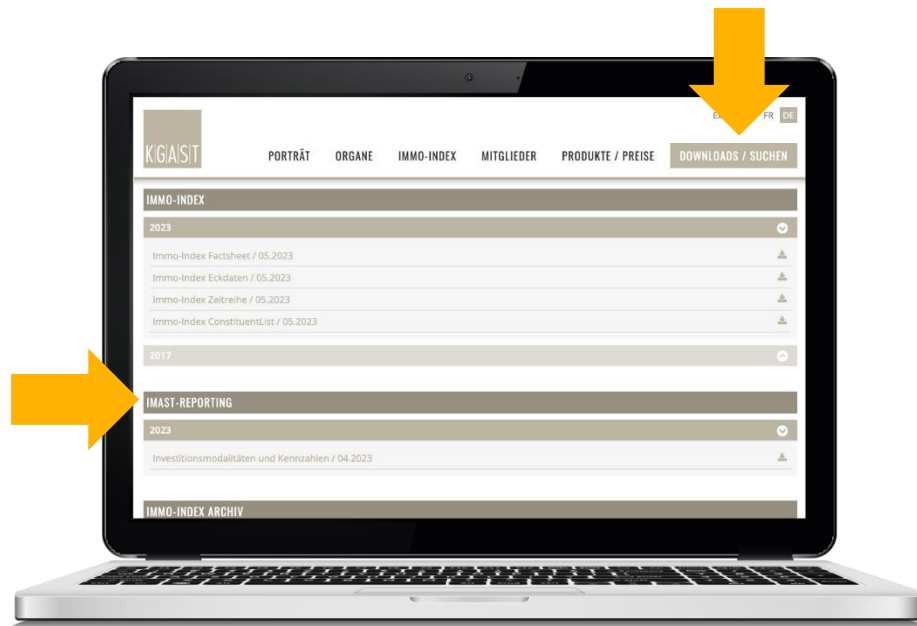 FR DE
K|G|A|S|T
PORTRÄT ORGANE IMMO-INDEX MITGLIEDER PRODUKTE / PREISE DOWNLOADS / SUCHEN
IMMO-INDEX
2023
Immo-Index Factsheet / 05.2023
Immo-Index Eckdaten / 05.2023
Immo-Index Zeitreihe / 05.2023
Immo-Index ConstituentList / 05.2023
2017
IMAST-REPORTING
2023
Investitionsmodalitäten und Kennzahlen / 04.2023
IMMO-INDEX ARCHIV